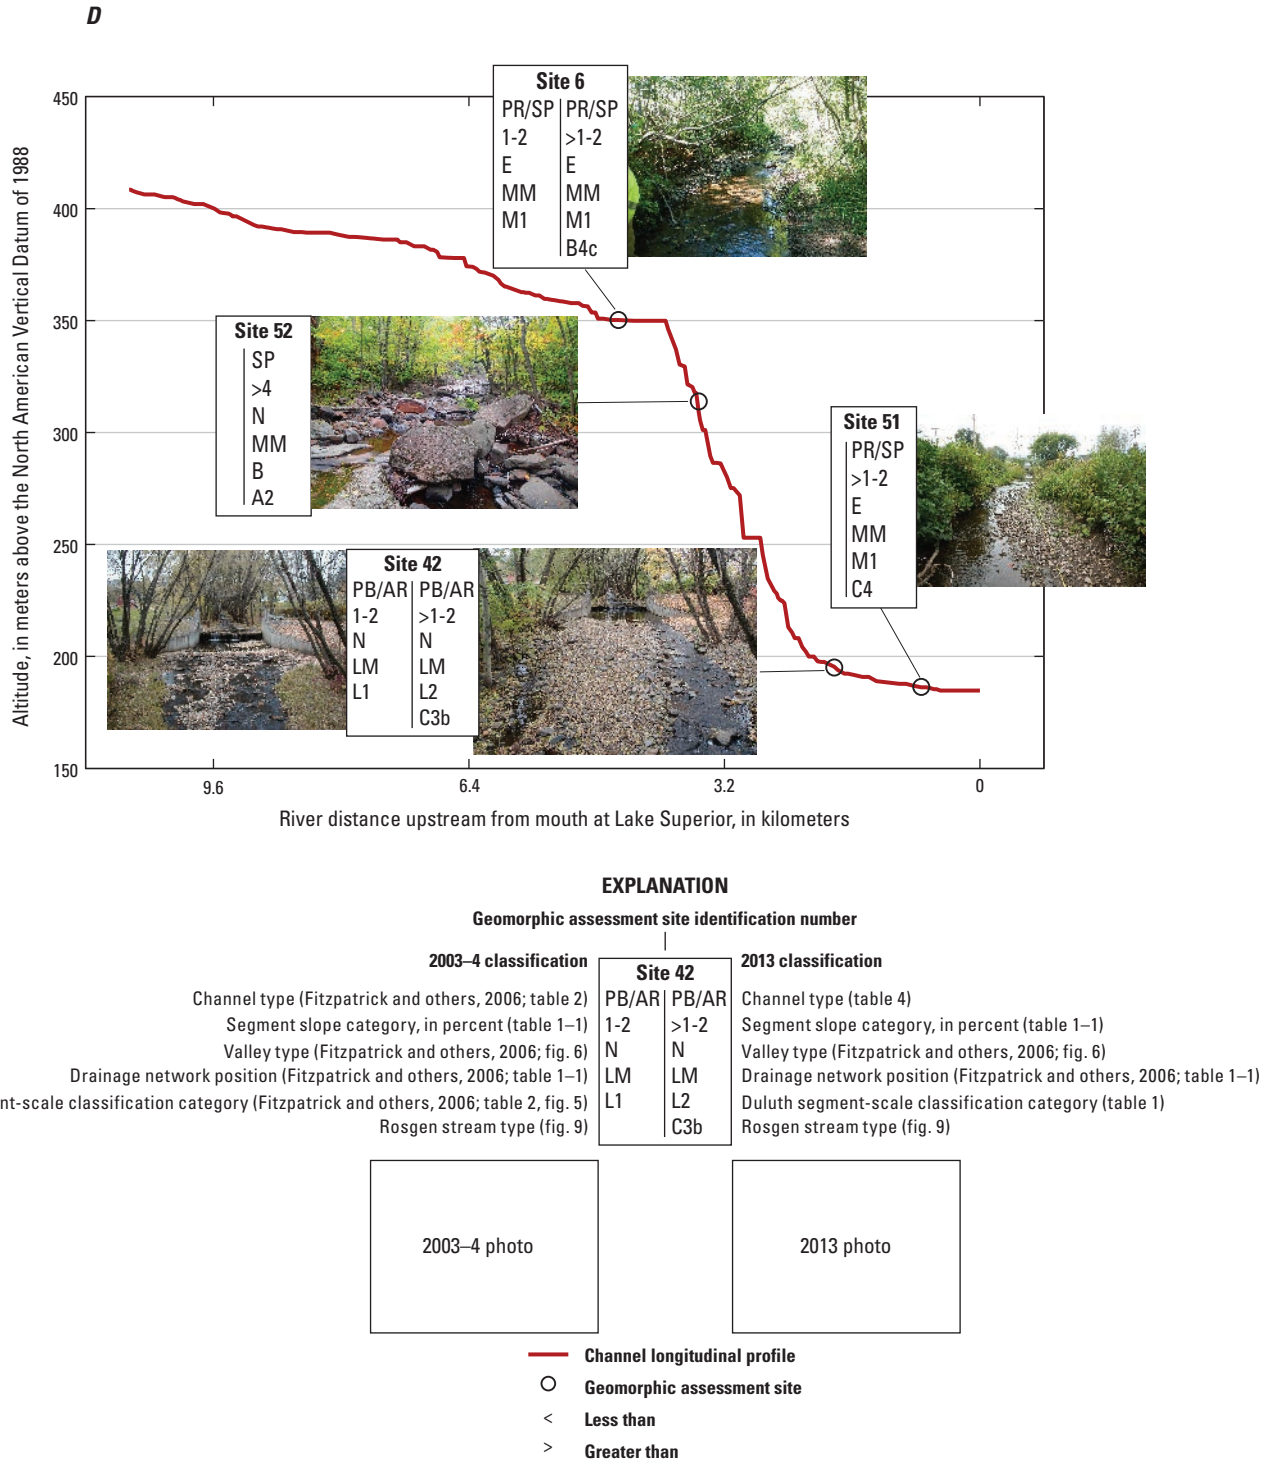 D
Altitude, in meters above the North American Vertical Datum of 1988
450
400
350
300
250
200
150
Site 6
PR/SP PR/SP
1-2 >1-2
E E
MM MM
M1 M1
B4c
Site 52
SP
>4
N
MM
B
A2
Site 51
PR/SP
>1-2
E
MM
M1
C4
Site 42
PB/AR PB/AR
1-2 >1-2
N N
LM LM
L1 L2
C3b
9.6 6.4 3.2 0
River distance upstream from mouth at Lake Superior, in kilometers
EXPLANATION
Geomorphic assessment site identification number
2003–4 classification Site 42 2013 classification
Channel type (Fitzpatrick and others, 2006; table 2) PB/AR PB/AR Channel type (table 4)
Segment slope category, in percent (table 1–1) 1-2 >1-2 Segment slope category, in percent (table 1–1)
Valley type (Fitzpatrick and others, 2006; fig. 6) N N Valley type (Fitzpatrick and others, 2006; fig. 6)
Drainage network position (Fitzpatrick and others, 2006; table 1–1) LM LM Drainage network position (Fitzpatrick and others, 2006; table 1–1)
nt-scale classification category (Fitzpatrick and others, 2006; table 2, fig. 5) L1 L2 Duluth segment-scale classification category (table 1)
Rosgen stream type (fig. 9) C3b Rosgen stream type (fig. 9)
2003–4 photo 2013 photo
Channel longitudinal profile
Geomorphic assessment site
< Less than
> Greater than